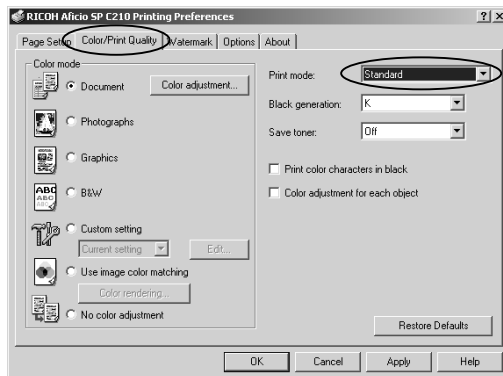 RICOH Aficio SP C210 Printing Preferences
Page Setup Color/Print Quality Watermark Options About
Color mode
Document
Color adjustment...
Photographs
Graphics
ABC
ABC
ABC
B&W
Custom setting
Current setting
Edit...
Use image color matching
Color rendering...
No color adjustment
Print mode: Standard
Black generation: K
Save toner: Off
Print color characters in black
Color adjustment for each object
Restore Defaults
OK Cancel Apply Help